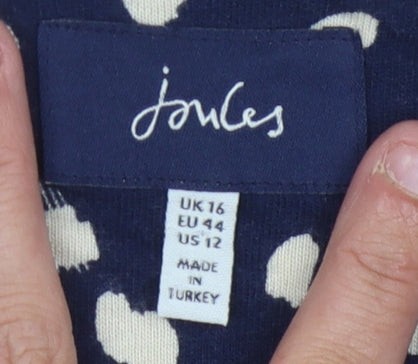 Joules
UK 16
EU 44
US 12
MADE
IN
TURKEY